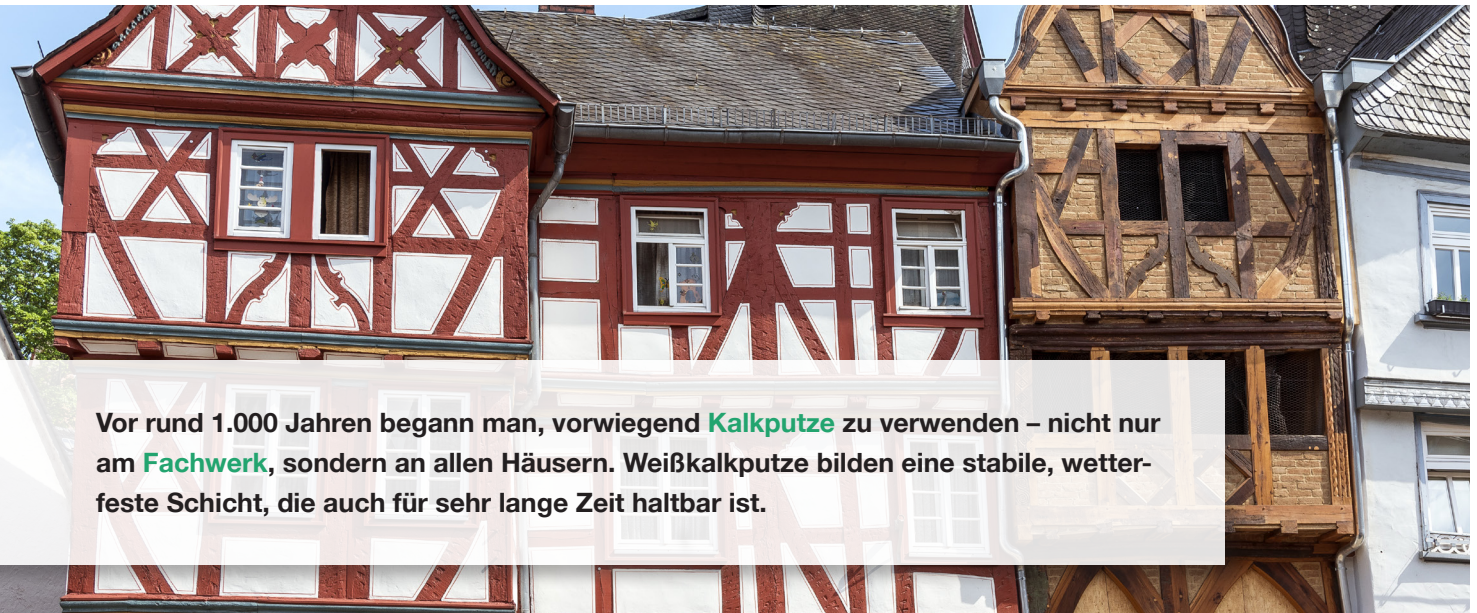 Vor rund 1.000 Jahren begann man, vorwiegend Kalkputze zu verwenden – nicht nur
am Fachwerk, sondern an allen Häusern. Weißkalkputze bilden eine stabile, wetter-
feste Schicht, die auch für sehr lange Zeit haltbar ist.